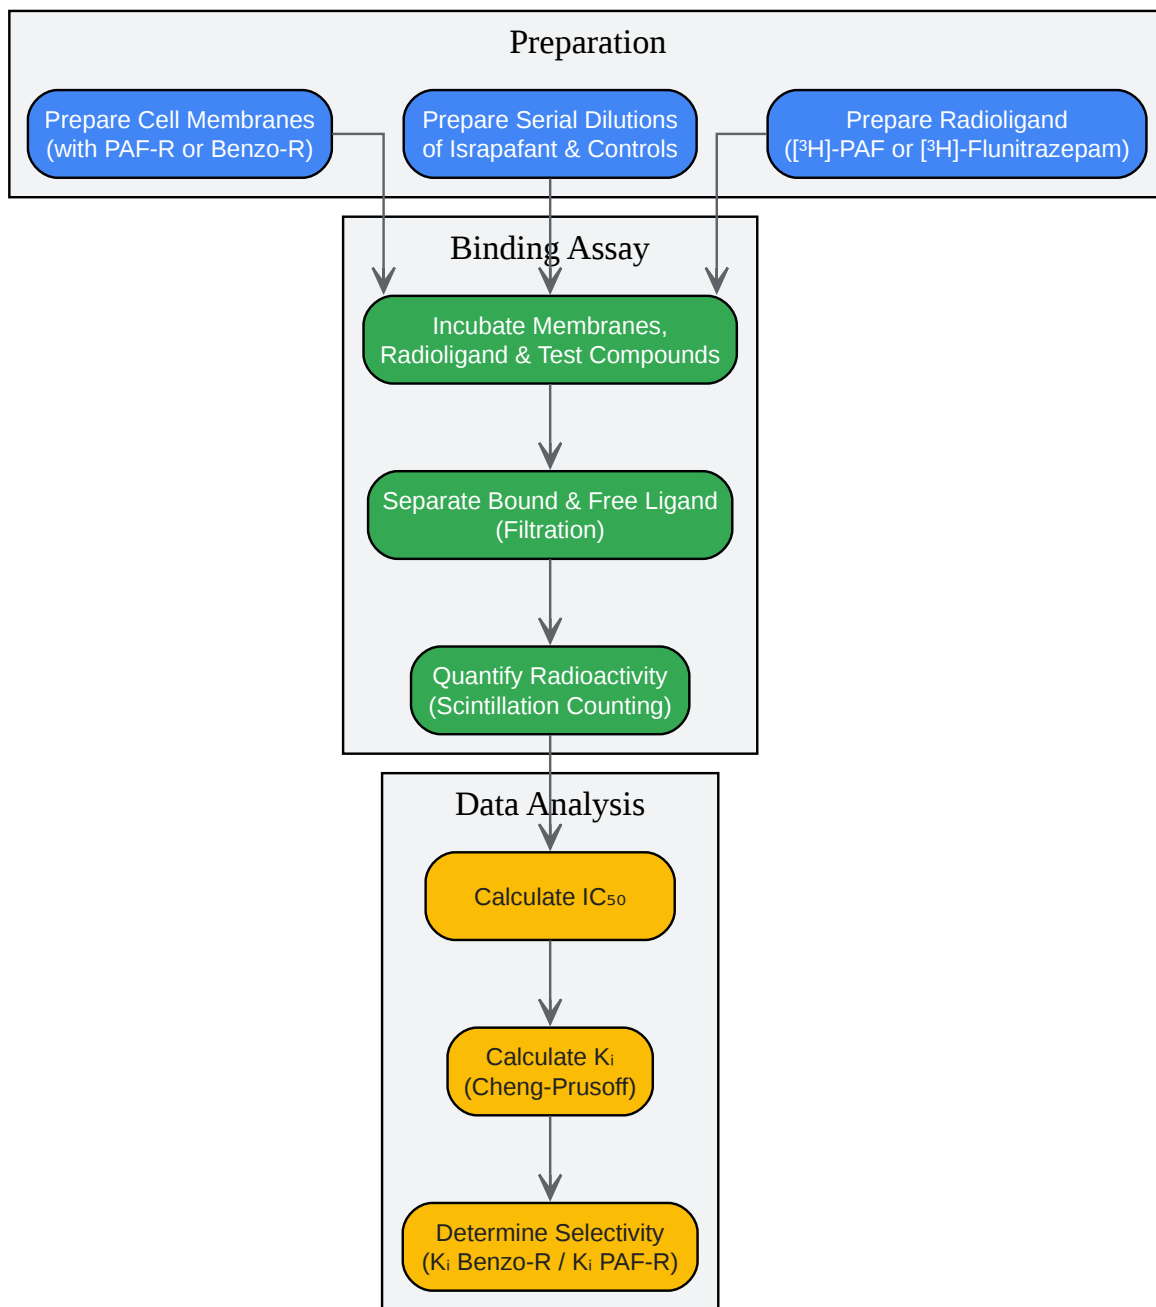 Preparation
Prepare Cell Membranes
(with PAF-R or Benzo-R)
Prepare Serial Dilutions
of Israpafant & Controls
Prepare Radioligand
([³H]-PAF or [³H]-Flunitrazepam)
Binding Assay
Incubate Membranes,
Radioligand & Test Compounds
Separate Bound & Free Ligand
(Filtration)
Quantify Radioactivity
(Scintillation Counting)
Data Analysis
Calculate IC₅₀
Calculate Kᵢ
(Cheng-Prusoff)
Determine Selectivity
(Kᵢ Benzo-R / Kᵢ PAF-R)